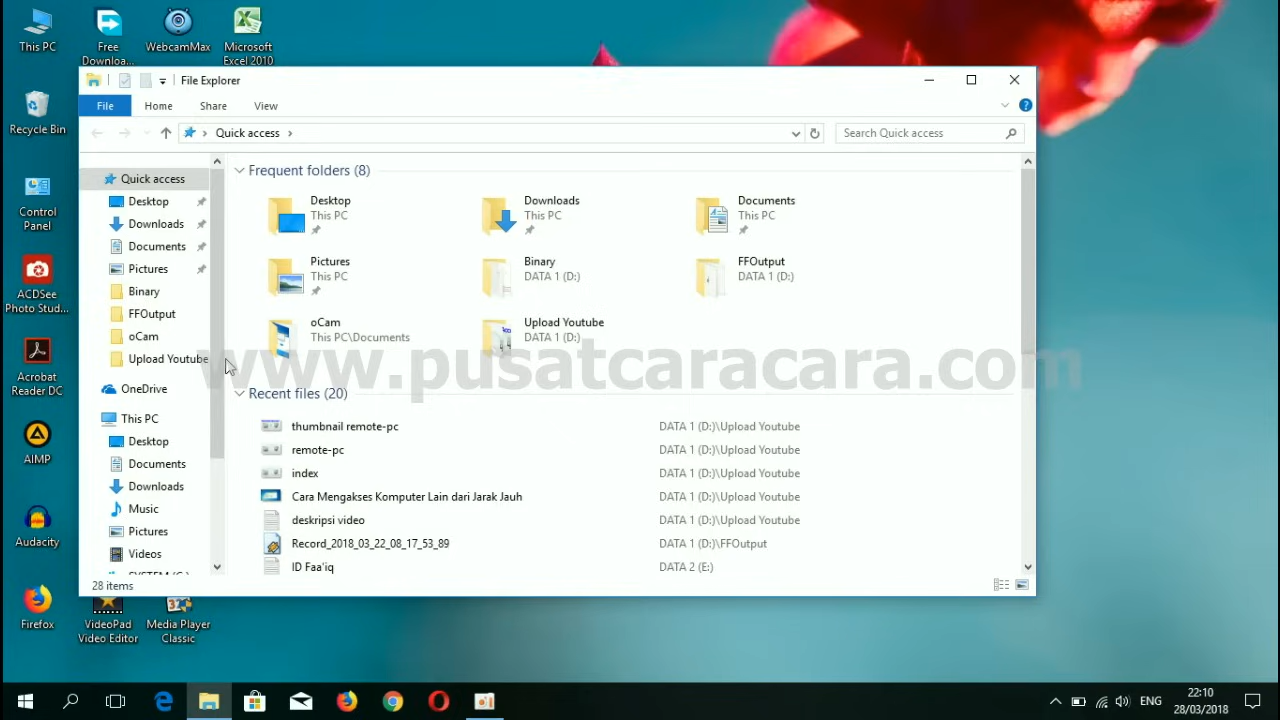 This PC
Free
Downloa...
WebcamMax
Microsoft
Excel 2010
Recycle Bin
Control
Panel
ACDSee
Photo Stud...
Acrobat
Reader DC
AIMP
Audacity
Firefox
VideoPad
Video Editor
Media Player
Classic
File Explorer
File
Home
Share
View
Quick access
Search Quick access
Quick access
Desktop
Downloads
Documents
Pictures
Binary
FFOutput
oCam
Upload Youtube
OneDrive
This PC
Desktop
Documents
Downloads
Music
Pictures
Videos
Frequent folders (8)
Desktop
This PC
Downloads
This PC
Documents
This PC
Pictures
This PC
Binary
DATA 1 (D:)
FFOutput
DATA 1 (D:)
oCam
This PC\Documents
Upload Youtube
DATA 1 (D:)
www.pusatcaracara.com
Recent files (20)
thumbnail remote-pc DATA 1 (D:)\Upload Youtube
remote-pc DATA 1 (D:)\Upload Youtube
index DATA 1 (D:)\Upload Youtube
Cara Mengakses Komputer Lain dari Jarak Jauh DATA 1 (D:)\Upload Youtube
deskripsi video DATA 1 (D:)\Upload Youtube
Record_2018_03_22_08_17_53_89 DATA 1 (D:)\FFOutput
ID Faa'iq DATA 2 (E:)
28 items
ENG
22:10
28/03/2018